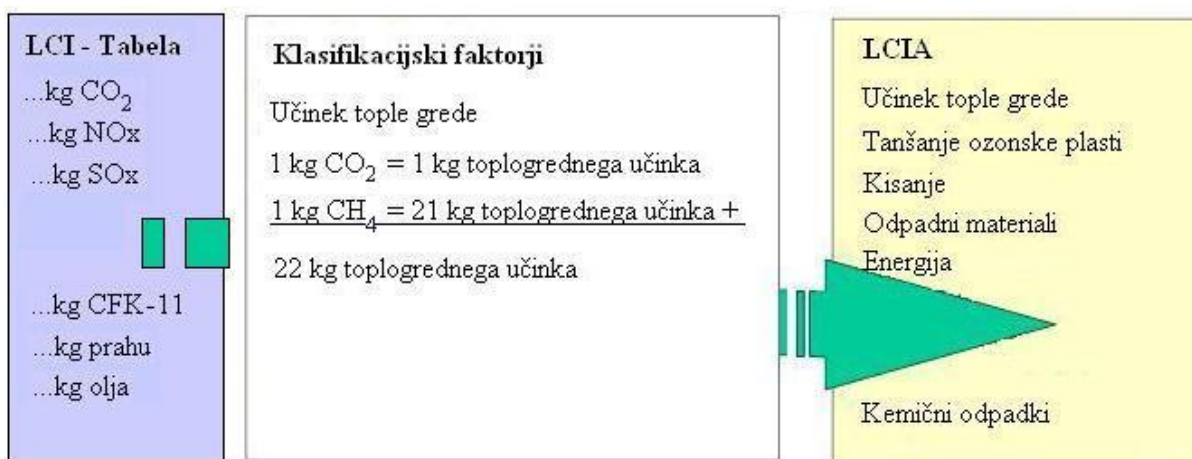 LCI - Tabela
...kg CO₂
...kg NOx
...kg SOx
...kg CFK-11
...kg prahu
...kg olja
Klasifikacijski faktorji
Učinek tople grede
1 kg CO₂ = 1 kg toplogrednega učinka
1 kg CH₄ = 21 kg toplogrednega učinka +
22 kg toplogrednega učinka
LCIA
Učinek tople grede
Tanšanje ozonske plasti
Kisanje
Odpadni materiali
Energija
Kemični odpadki